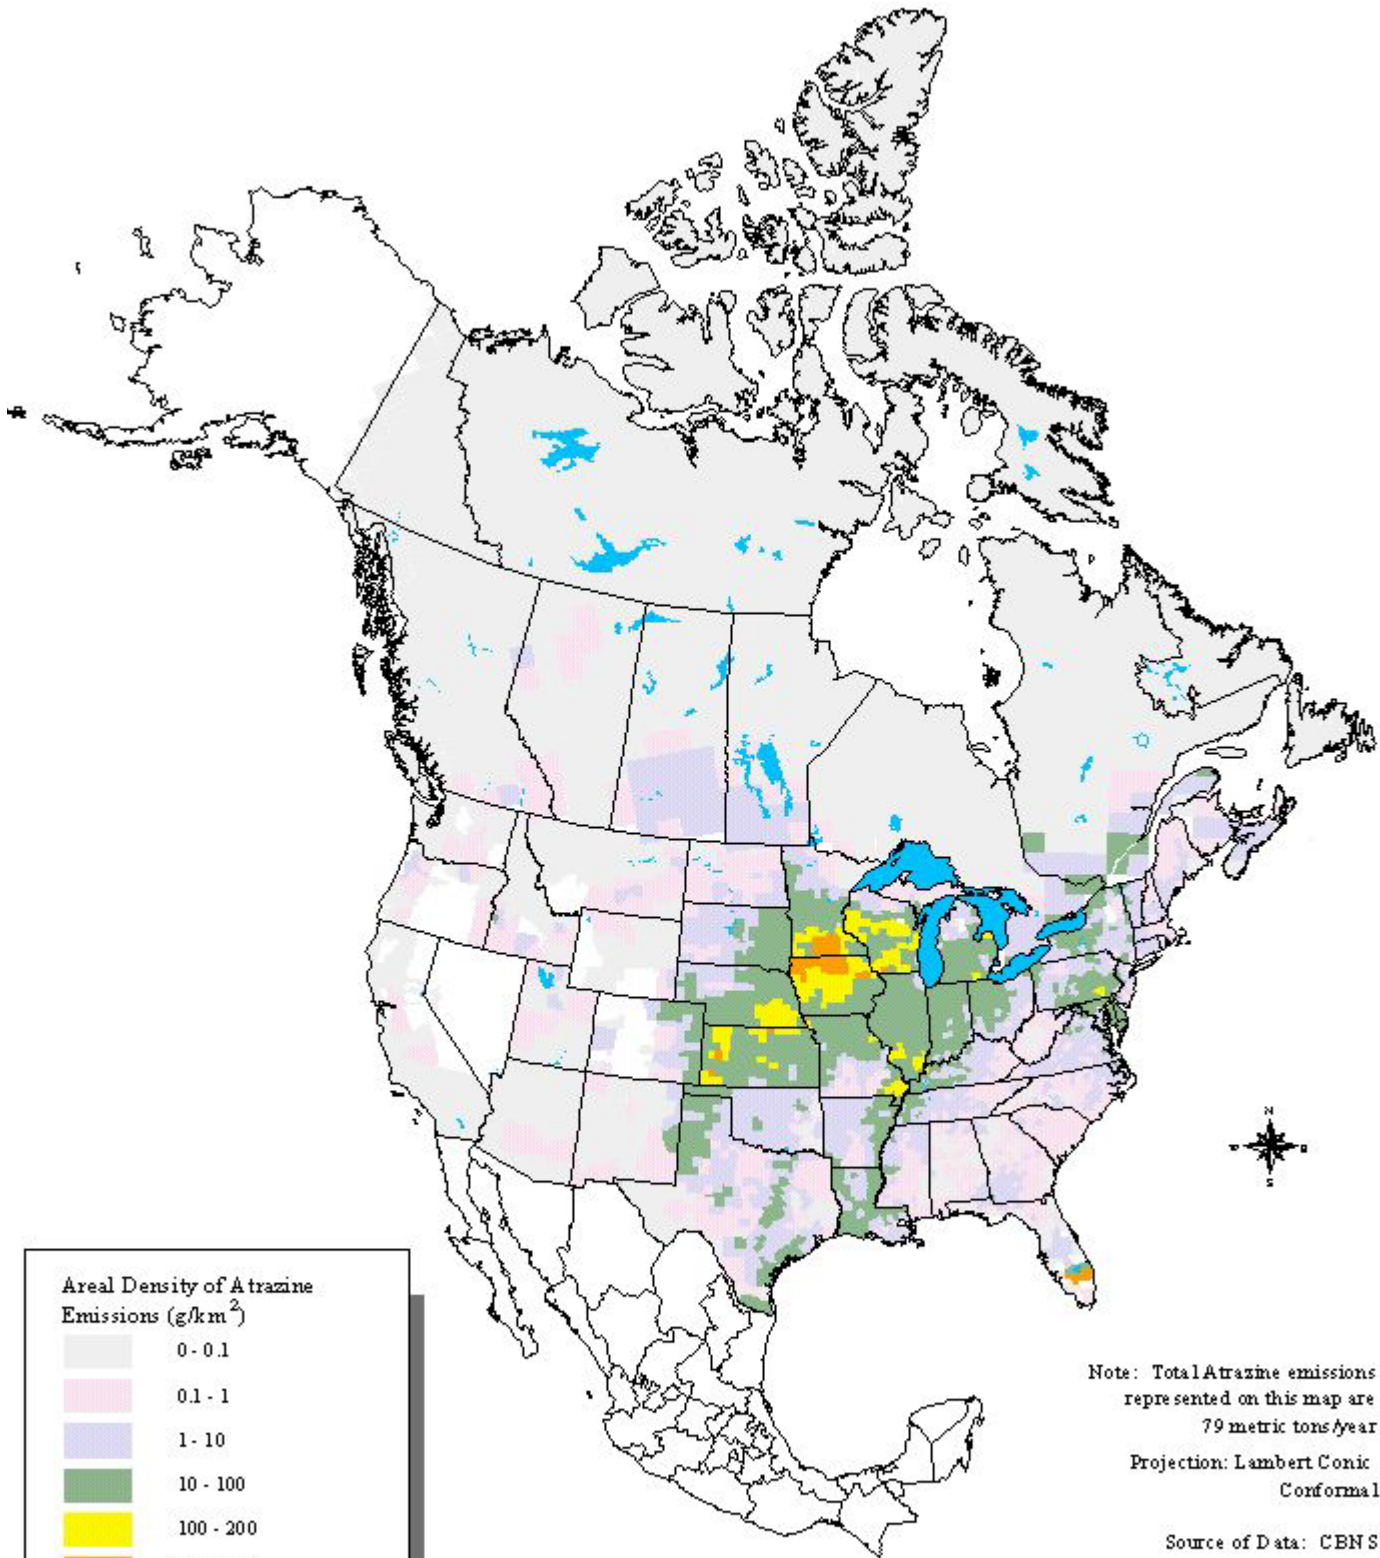 Areal Density of Atrazine
Emissions (g/km²)
0 - 0.1
0.1 - 1
1 - 10
10 - 100
100 - 200
N
S
Note: Total Atrazine emissions
represented on this map are
79 metric tons/year
Projection: Lambert Conic
Conformal
Source of Data: CBNS